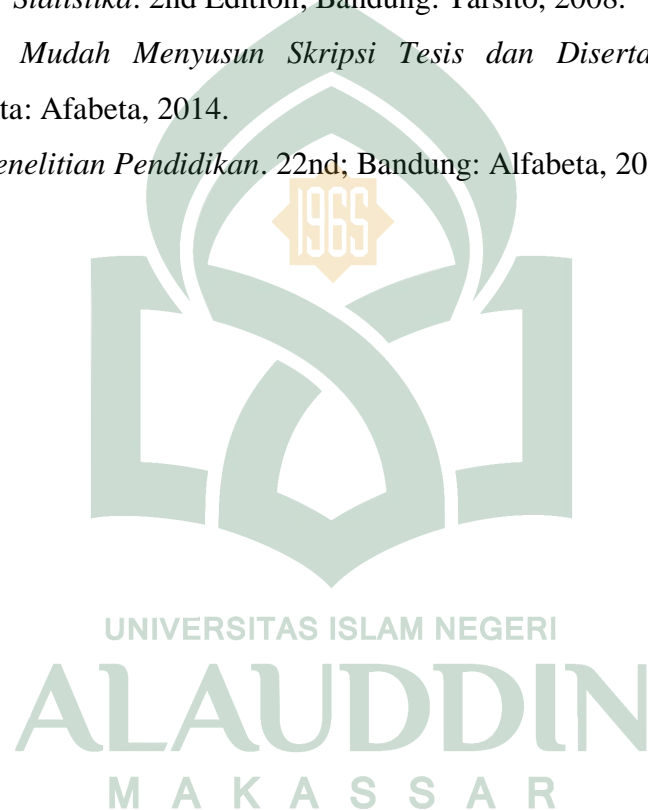 Statistika. 2nd Edition; Bandung: Tarsito, 2008.
Mudah Menyusun Skripsi Tesis dan Diserta
ta: Afabeta, 2014.
enelitian Pendidikan. 22nd; Bandung: Alfabeta, 20
1965
UNIVERSITAS ISLAM NEGERI
ALAUDDIN
MAKASSAR